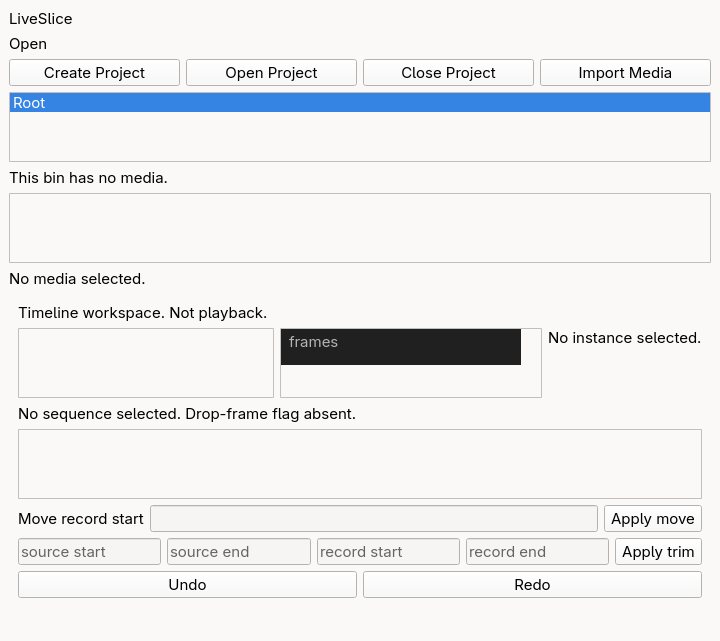 LiveSlice
Open
Create Project Open Project Close Project Import Media
Root
This bin has no media.
No media selected.
Timeline workspace. Not playback.
frames No instance selected.
No sequence selected. Drop-frame flag absent.
Move record start Apply move
source start source end record start record end Apply trim
Undo Redo